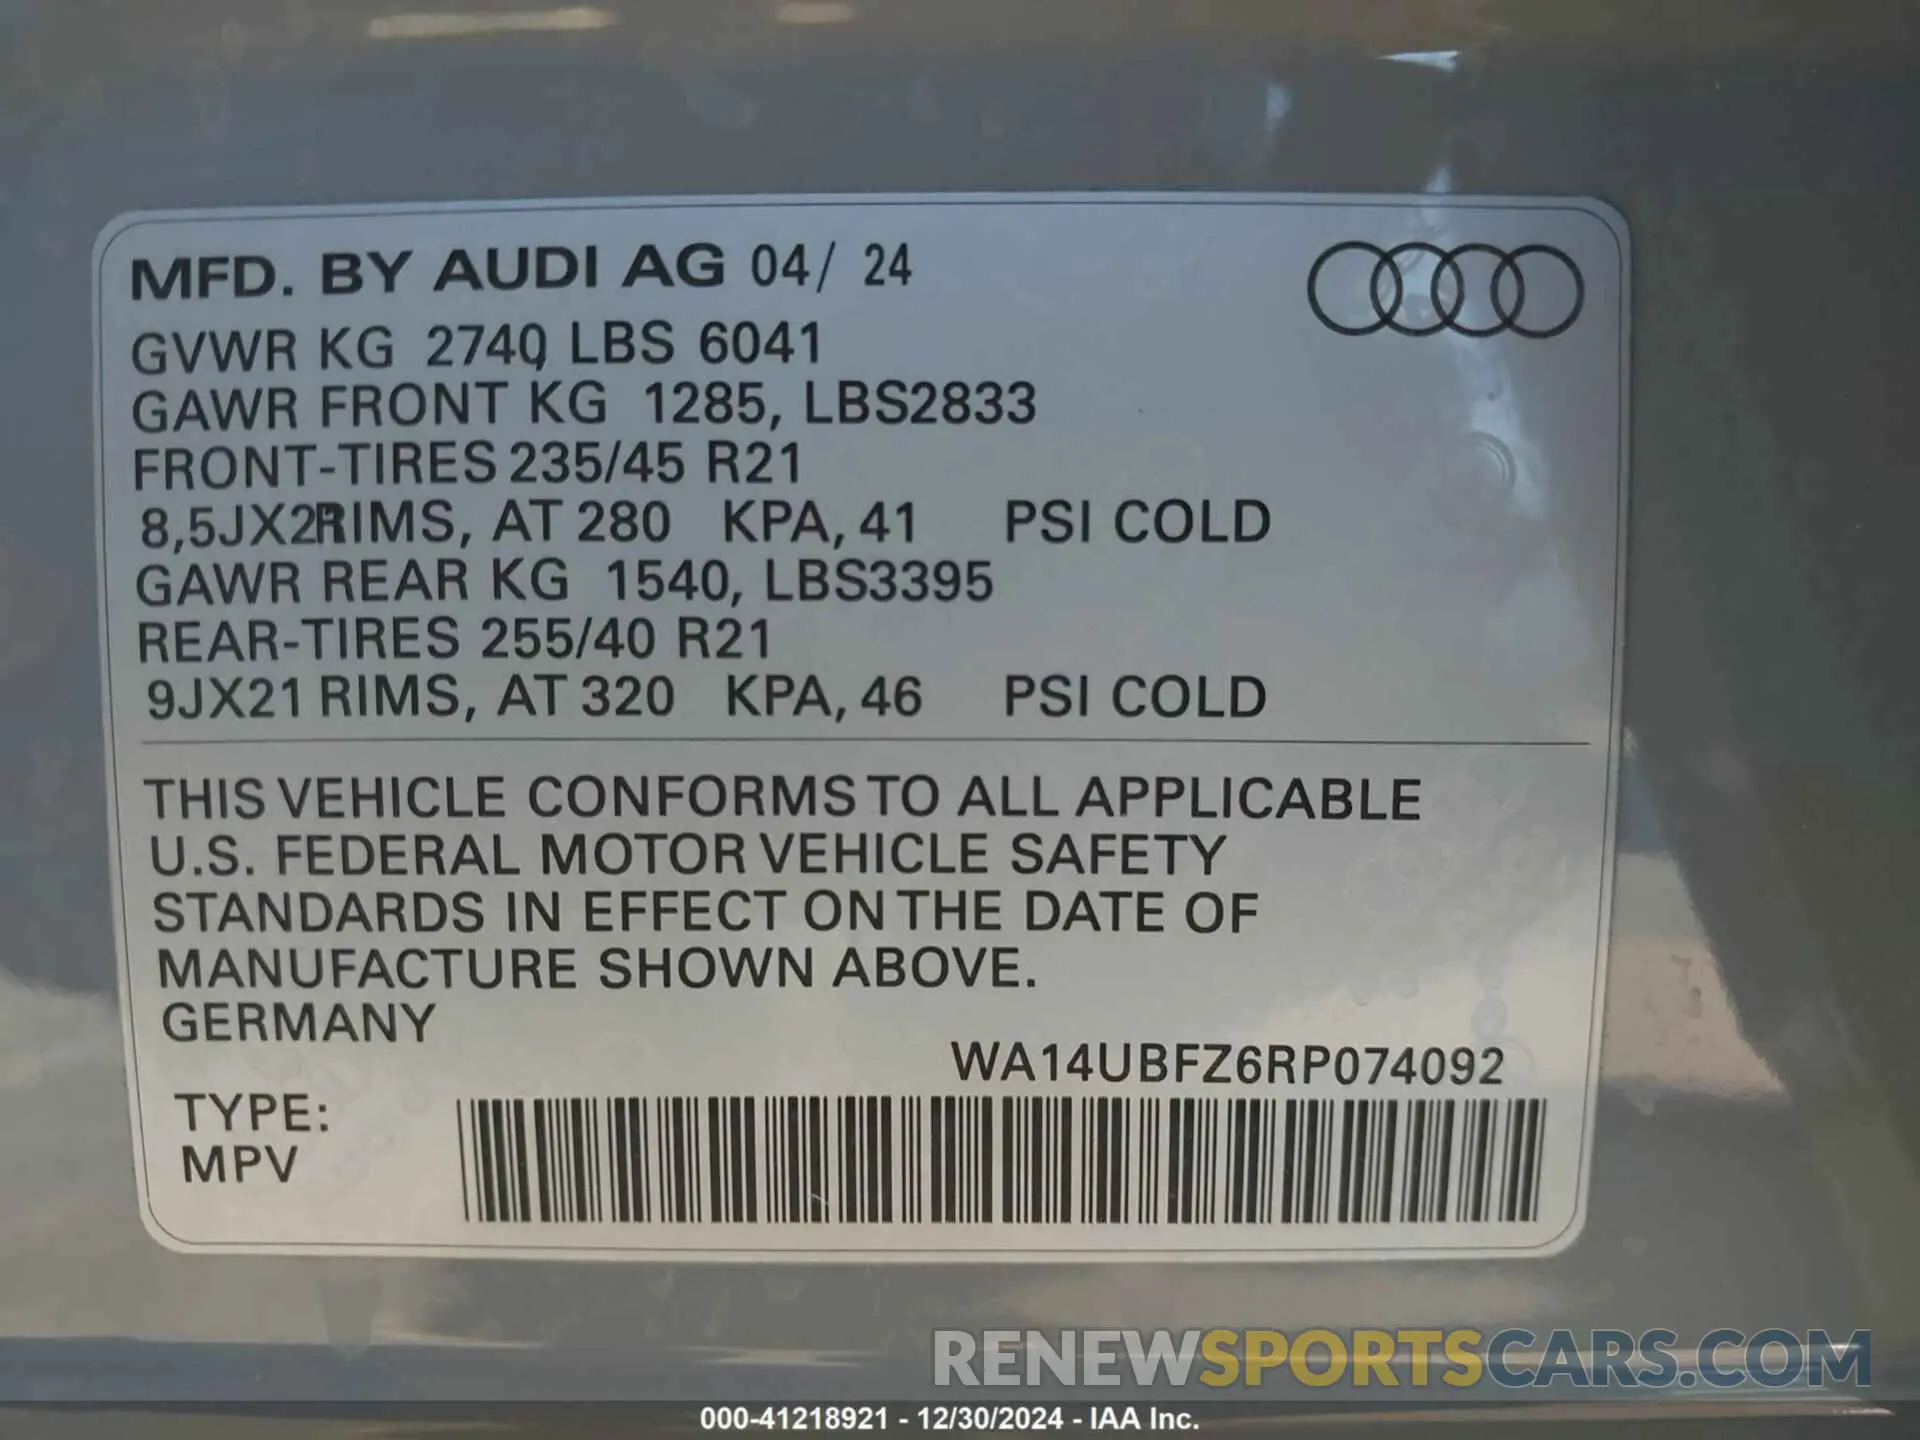 MFD. BY AUDI AG 04/ 24
GVWR KG 2740 LBS 6041
GAWR FRONT KG 1285, LBS2833
FRONT-TIRES 235/45 R21
8,5JX21RIMS, AT 280 KPA, 41 PSI COLD
GAWR REAR KG 1540, LBS3395
REAR-TIRES 255/40 R21
9JX21 RIMS, AT 320 KPA, 46 PSI COLD
THIS VEHICLE CONFORMS TO ALL APPLICABLE
U.S. FEDERAL MOTOR VEHICLE SAFETY
STANDARDS IN EFFECT ON THE DATE OF
MANUFACTURE SHOWN ABOVE.
GERMANY
WA14UBFZ6RP074092
TYPE:
MPV
RENEWSPORTSCARS.COM
000-41218921 - 12/30/2024 - IAA Inc.